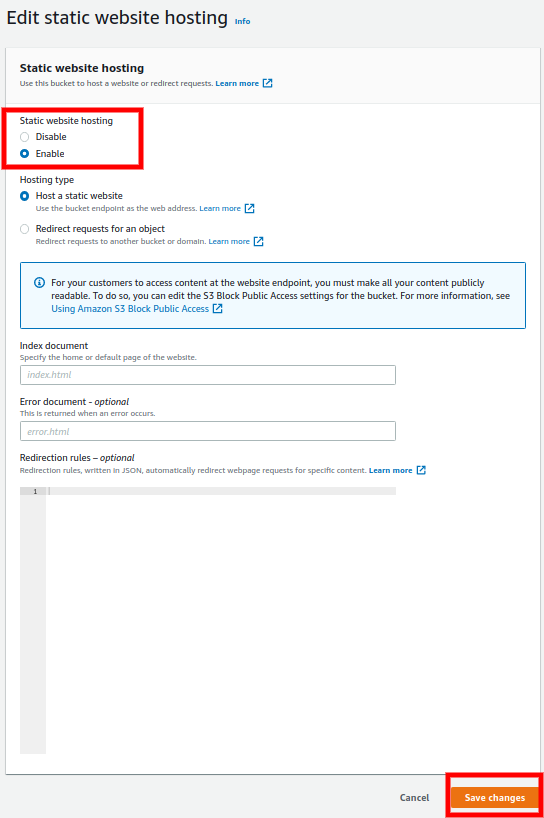 Edit static website hosting Info
Static website hosting
Use this bucket to host a website or redirect requests. Learn more
Static website hosting
Disable
Enable
Hosting type
Host a static website
Use the bucket endpoint as the web address. Learn more
Redirect requests for an object
Redirect requests to another bucket or domain. Learn more
For your customers to access content at the website endpoint, you must make all your content publicly
readable. To do so, you can edit the S3 Block Public Access settings for the bucket. For more information, see
Using Amazon S3 Block Public Access
Index document
Specify the home or default page of the website.
index.html
Error document - optional
This is returned when an error occurs.
error.html
Redirection rules – optional
Redirection rules, written in JSON, automatically redirect webpage requests for specific content. Learn more
1
Cancel Save changes